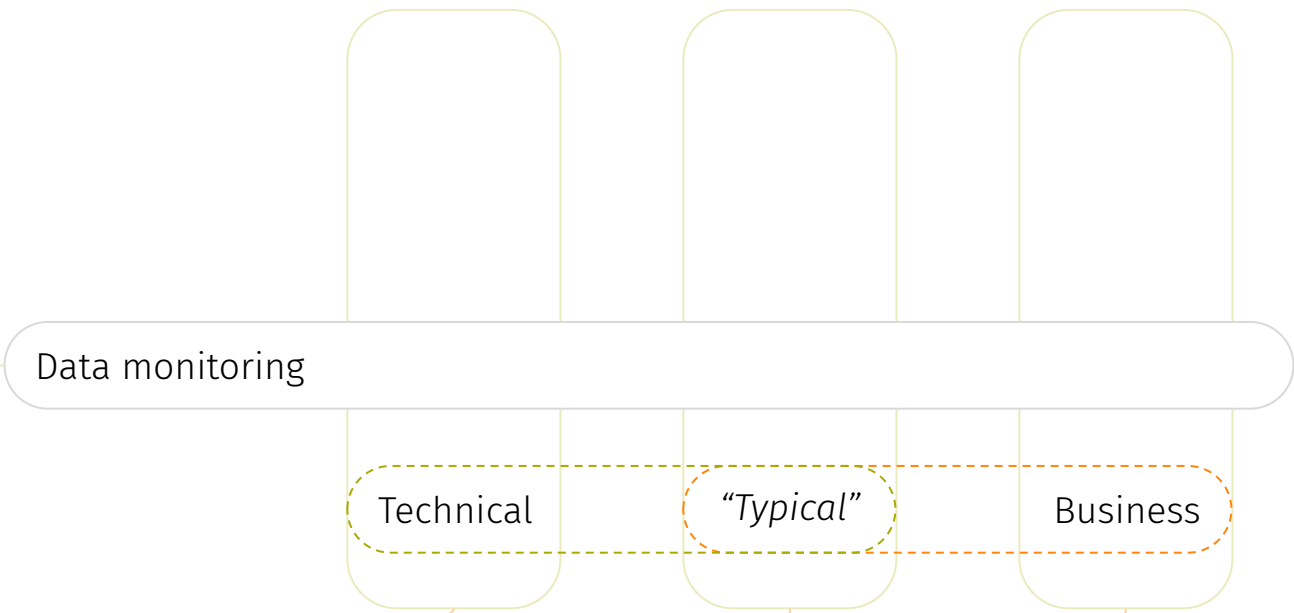 Data monitoring
Technical
“Typical”
Business